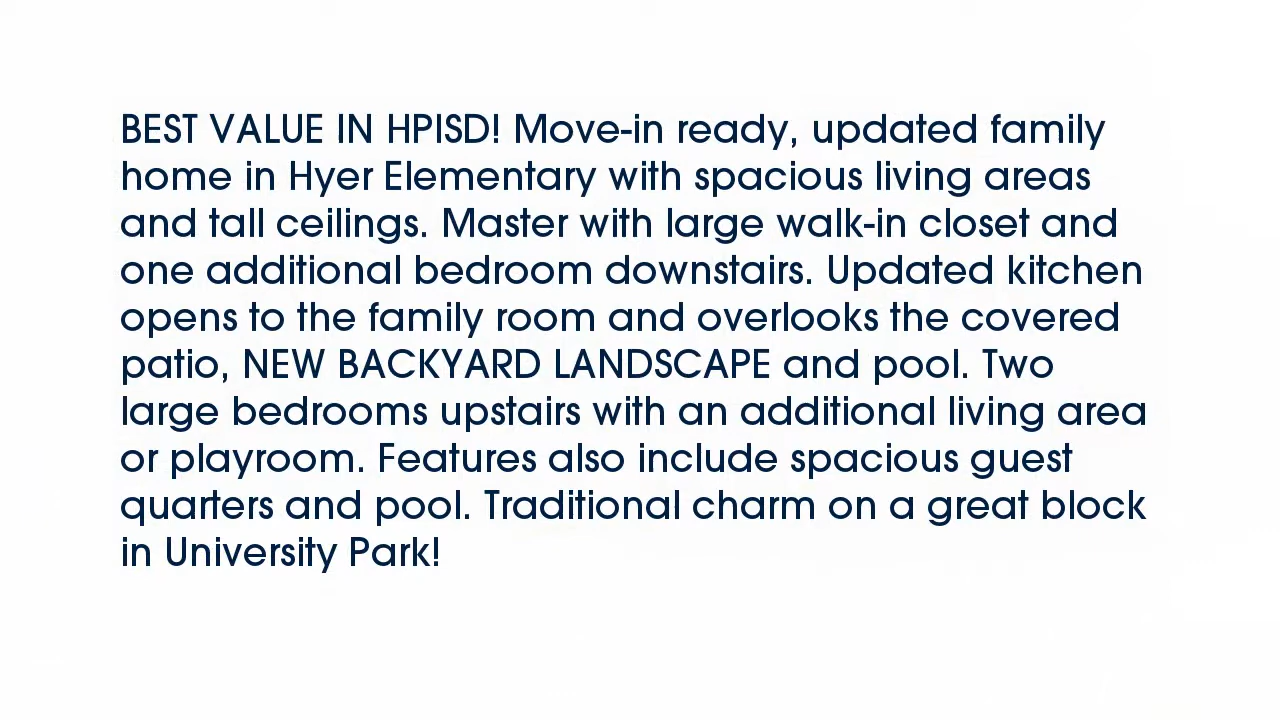 BEST VALUE IN HPISD! Move-in ready, updated family
home in Hyer Elementary with spacious living areas
and tall ceilings. Master with large walk-in closet and
one additional bedroom downstairs. Updated kitchen
opens to the family room and overlooks the covered
patio, NEW BACKYARD LANDSCAPE and pool. Two
large bedrooms upstairs with an additional living area
or playroom. Features also include spacious guest
quarters and pool. Traditional charm on a great block
in University Park!